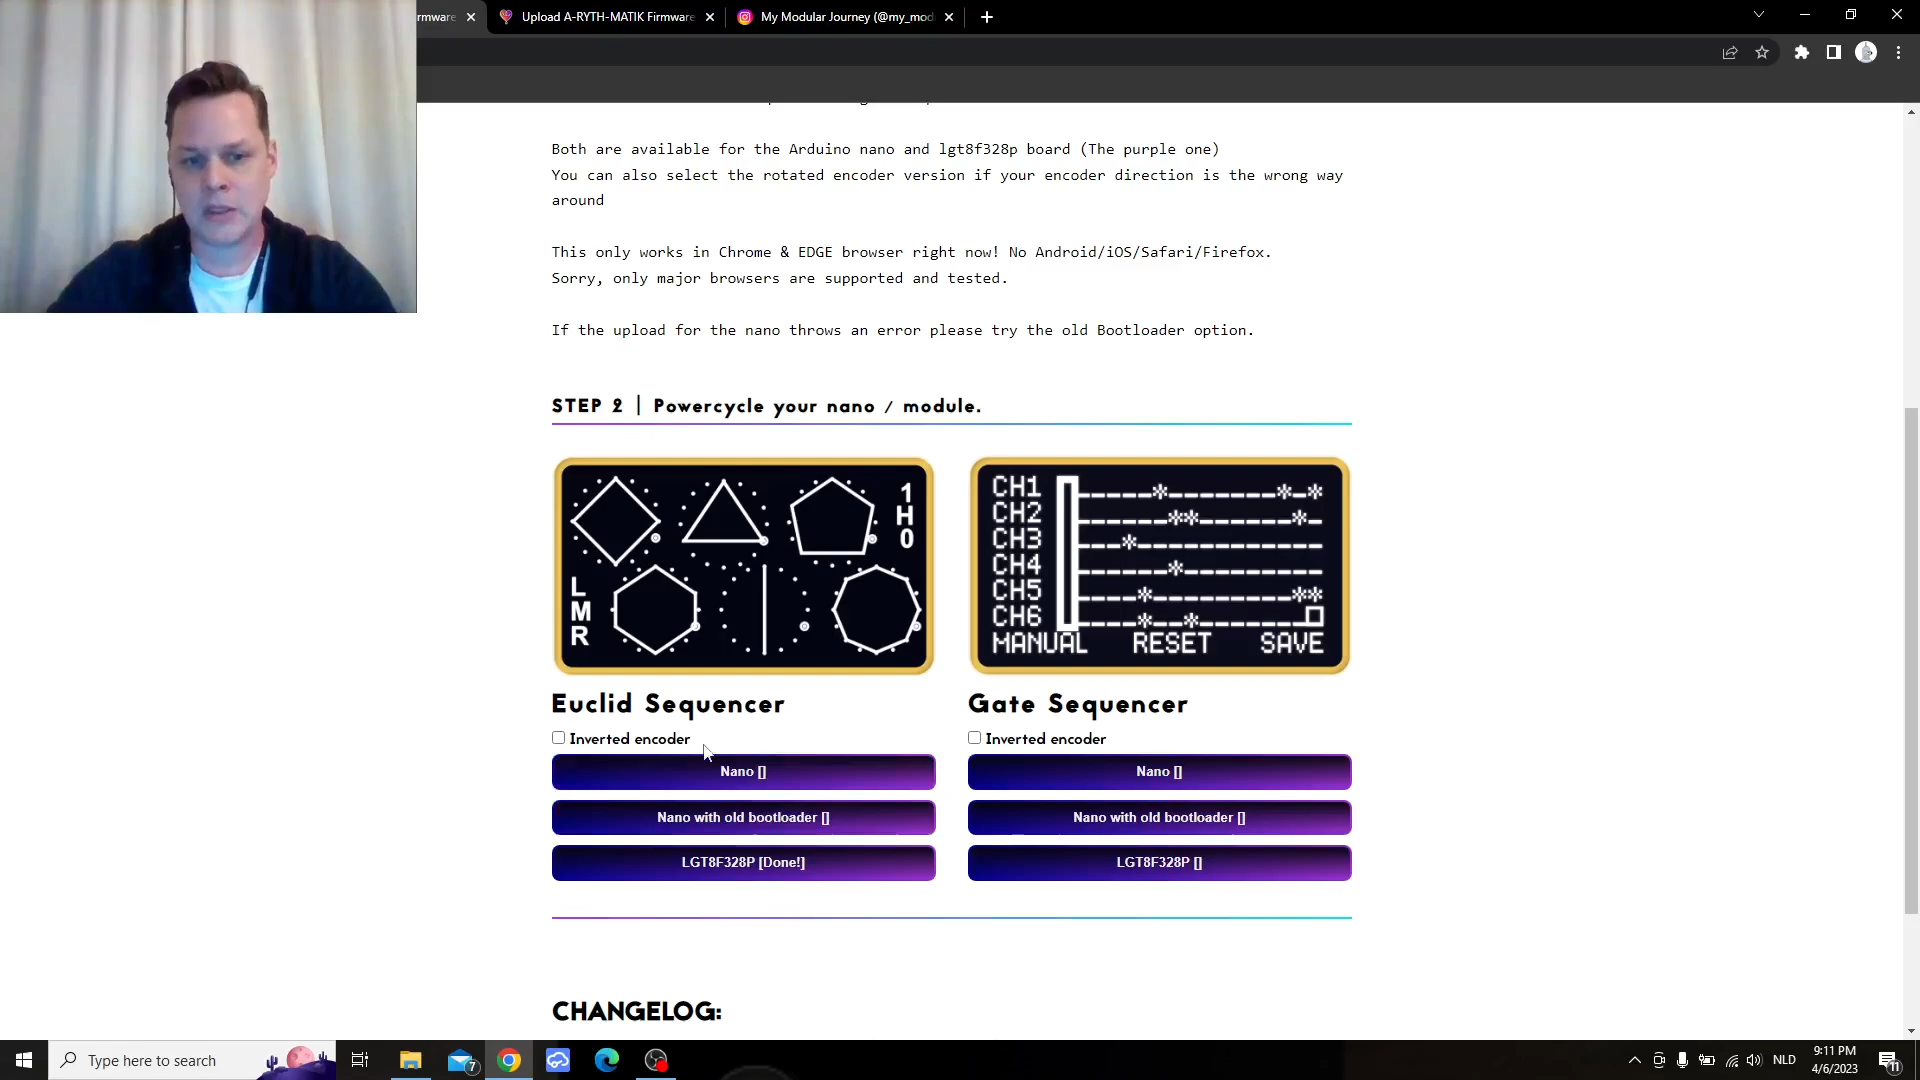 rmware
Upload A-RYTH-MATIK Firmware
My Modular Journey (@my_mod
Both are available for the Arduino nano and lgt8f328p board (The purple one)
You can also select the rotated encoder version if your encoder direction is the wrong way
around
This only works in Chrome & EDGE browser right now! No Android/iOS/Safari/Firefox.
Sorry, only major browsers are supported and tested.
If the upload for the nano throws an error please try the old Bootloader option.
STEP 2 | Powercycle your nano / module.
1
H
0
L
M
R
CH1
CH2
CH3
CH4
CH5
CH6
MANUAL RESET SAVE
Euclid Sequencer
Gate Sequencer
Inverted encoder
Inverted encoder
Nano []
Nano []
Nano with old bootloader []
Nano with old bootloader []
LGT8F328P [Done!]
LGT8F328P []
CHANGELOG:
Type here to search
7
NLD
9:11 PM
4/6/2023
11